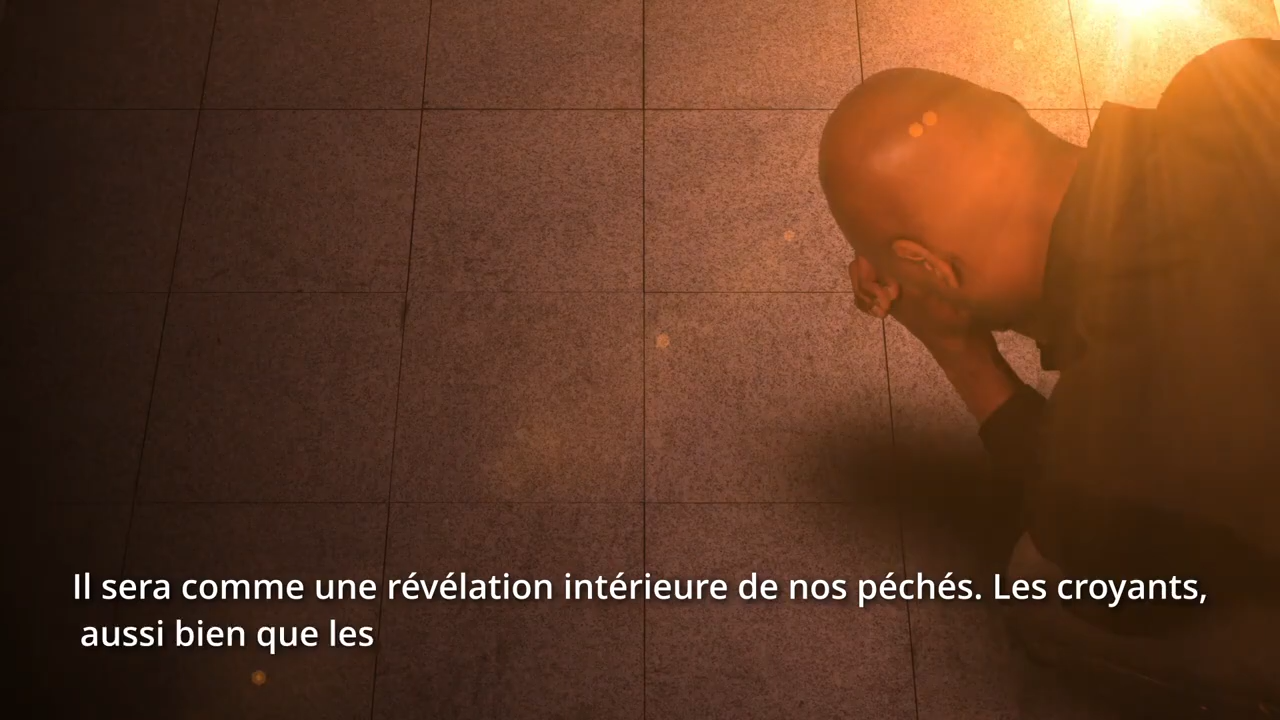 Il sera comme une révélation intérieure de nos péchés. Les croyants,
aussi bien que les